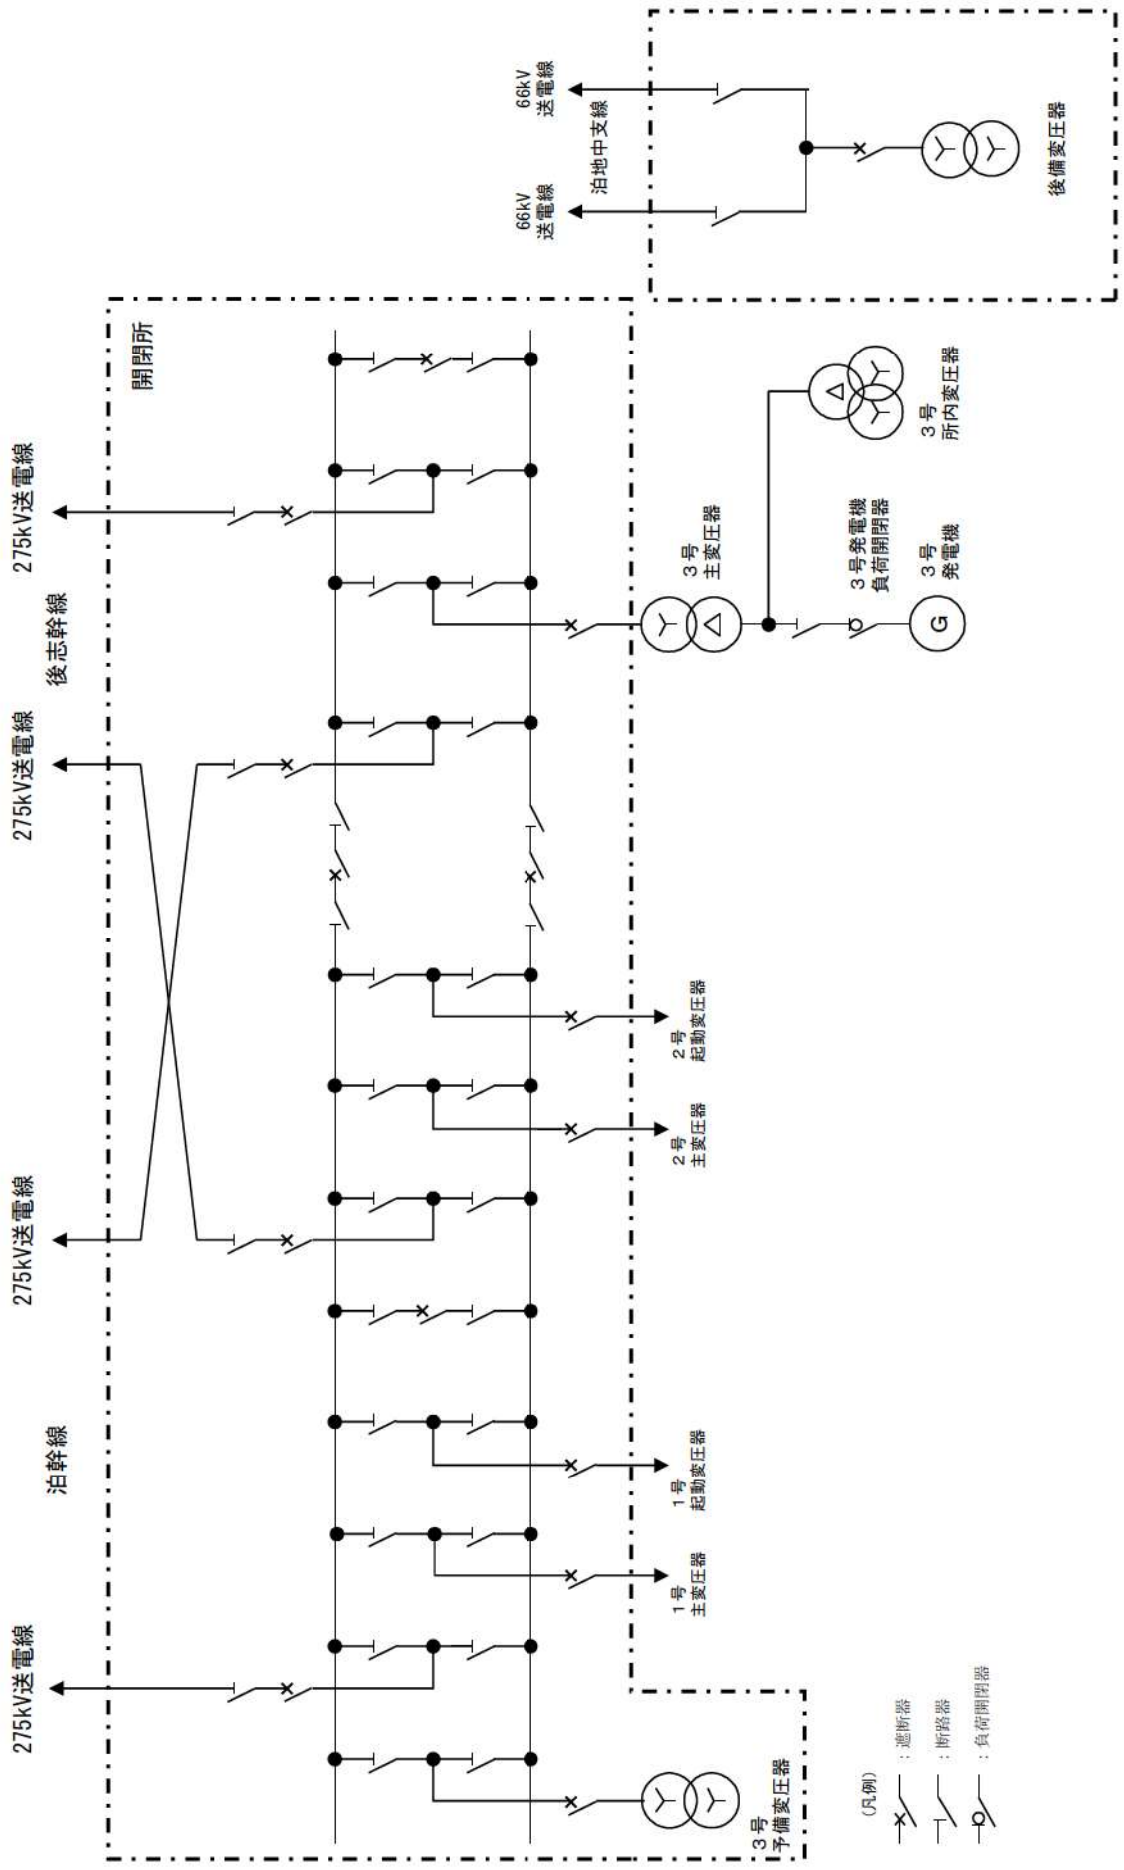 275kV送電線
泊幹線
275kV送電線
275kV送電線
後志幹線
275kV送電線
開閉所
66kV
送電線
66kV
送電線
泊地中支線
後備変圧器
3号
予備変圧器
1号
主変圧器
1号
起動変圧器
2号
主変圧器
2号
起動変圧器
3号
主変圧器
3号発電機
負荷開閉器
3号
発電機
G
3号
所内変圧器
(凡例)
:遮断器
:断路器
:負荷開閉器